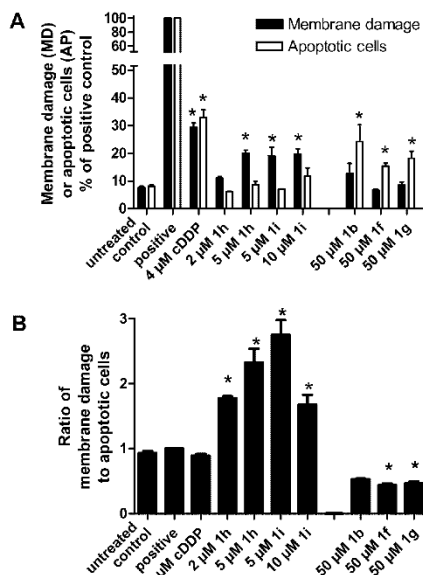 A
Membrane damage (MD)
or apoptotic cells (AP)
% of positive control
100
80
60
40
30
20
10
0
Membrane damage
Apoptotic cells
* * * * * * * *
untreated
control
positive
4 µM cDDP
2 µM 1h
5 µM 1h
5 µM 1i
10 µM 1i
50 µM 1b
50 µM 1f
50 µM 1g
B
Ratio of
membrane damage
to apoptotic cells
3
2
1
0
* * * * * *
untreated
control
positive
µM cDDP
2 µM 1h
5 µM 1h
5 µM 1i
10 µM 1i
50 µM 1b
50 µM 1f
50 µM 1g